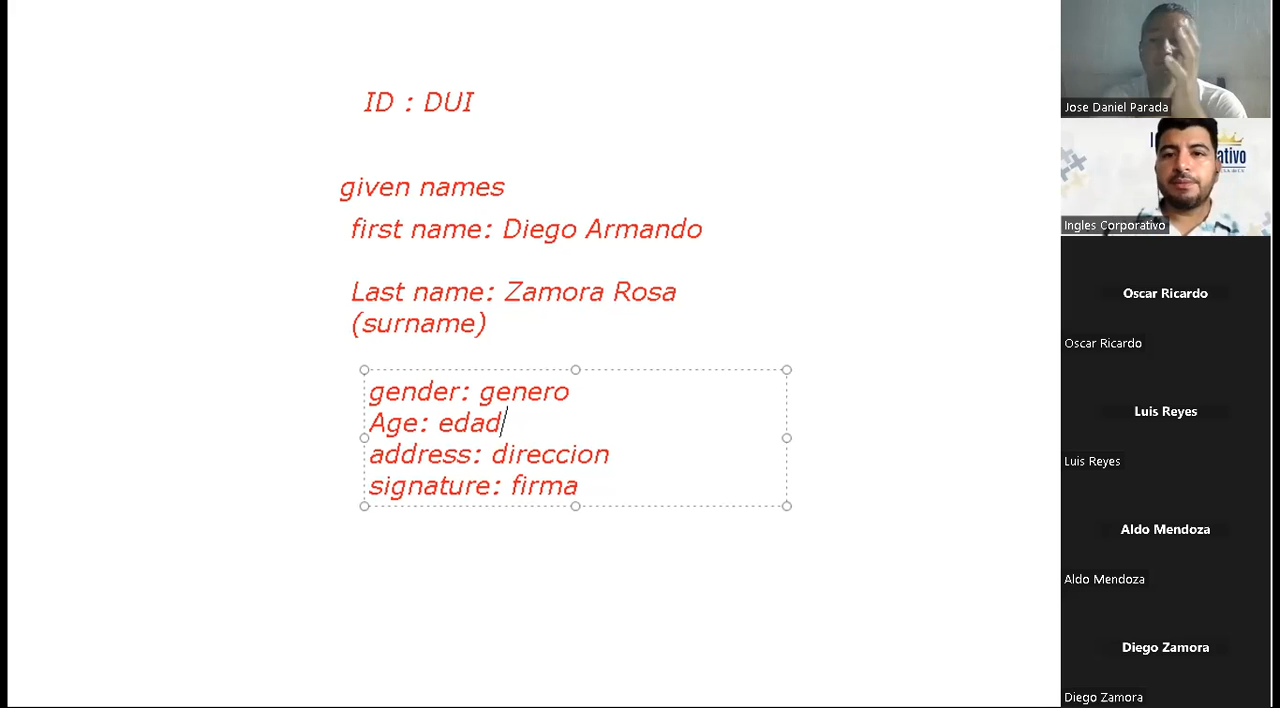 ID : DUI
given names
first name: Diego Armando
Last name: Zamora Rosa
(surname)
gender: genero
Age: edad
address: direccion
signature: firma
Jose Daniel Parada
Ingles Corporativo
Oscar Ricardo
Oscar Ricardo
Luis Reyes
Luis Reyes
Aldo Mendoza
Aldo Mendoza
Diego Zamora
Diego Zamora